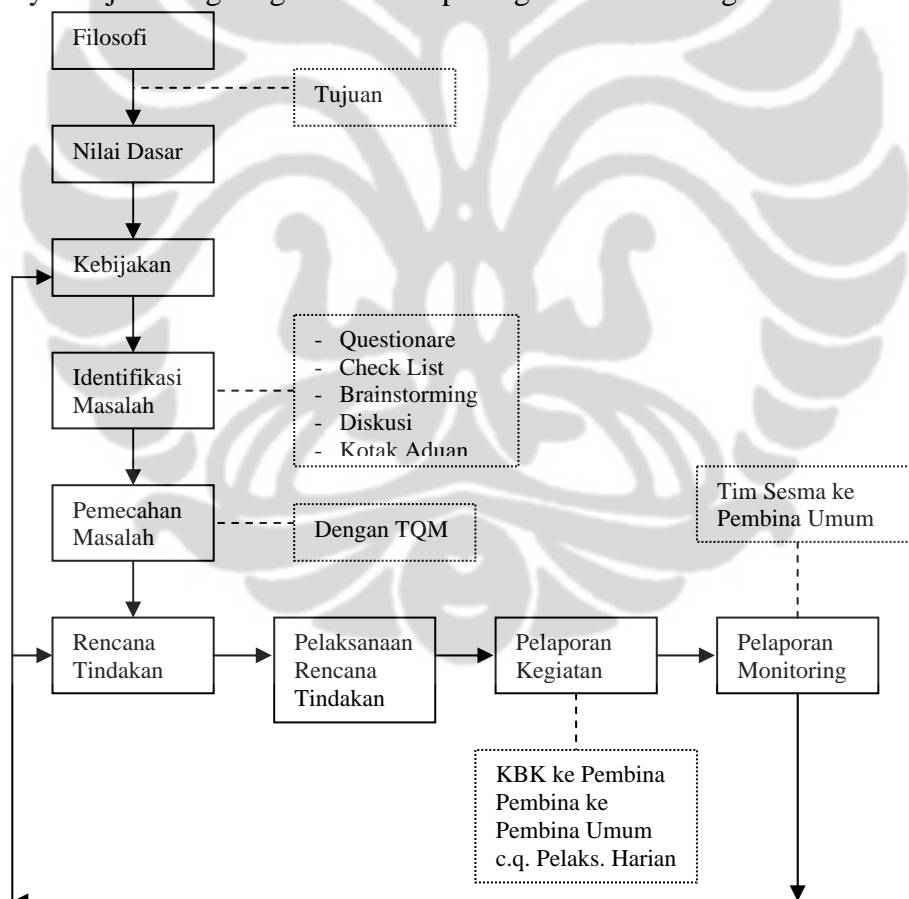 Filosofi
Tujuan
Nilai Dasar
Kebijakan
Identifikasi
Masalah
- Questionare
- Check List
- Brainstorming
- Diskusi
- Kotak Aduan
Pemecahan
Masalah
Dengan TQM
Tim Sesma ke
Pembina Umum
Rencana
Tindakan
Pelaksanaan
Rencana
Tindakan
Pelaporan
Kegiatan
Pelaporan
Monitoring
KBK ke Pembina
Pembina ke
Pembina Umum
c.q. Pelaks. Harian